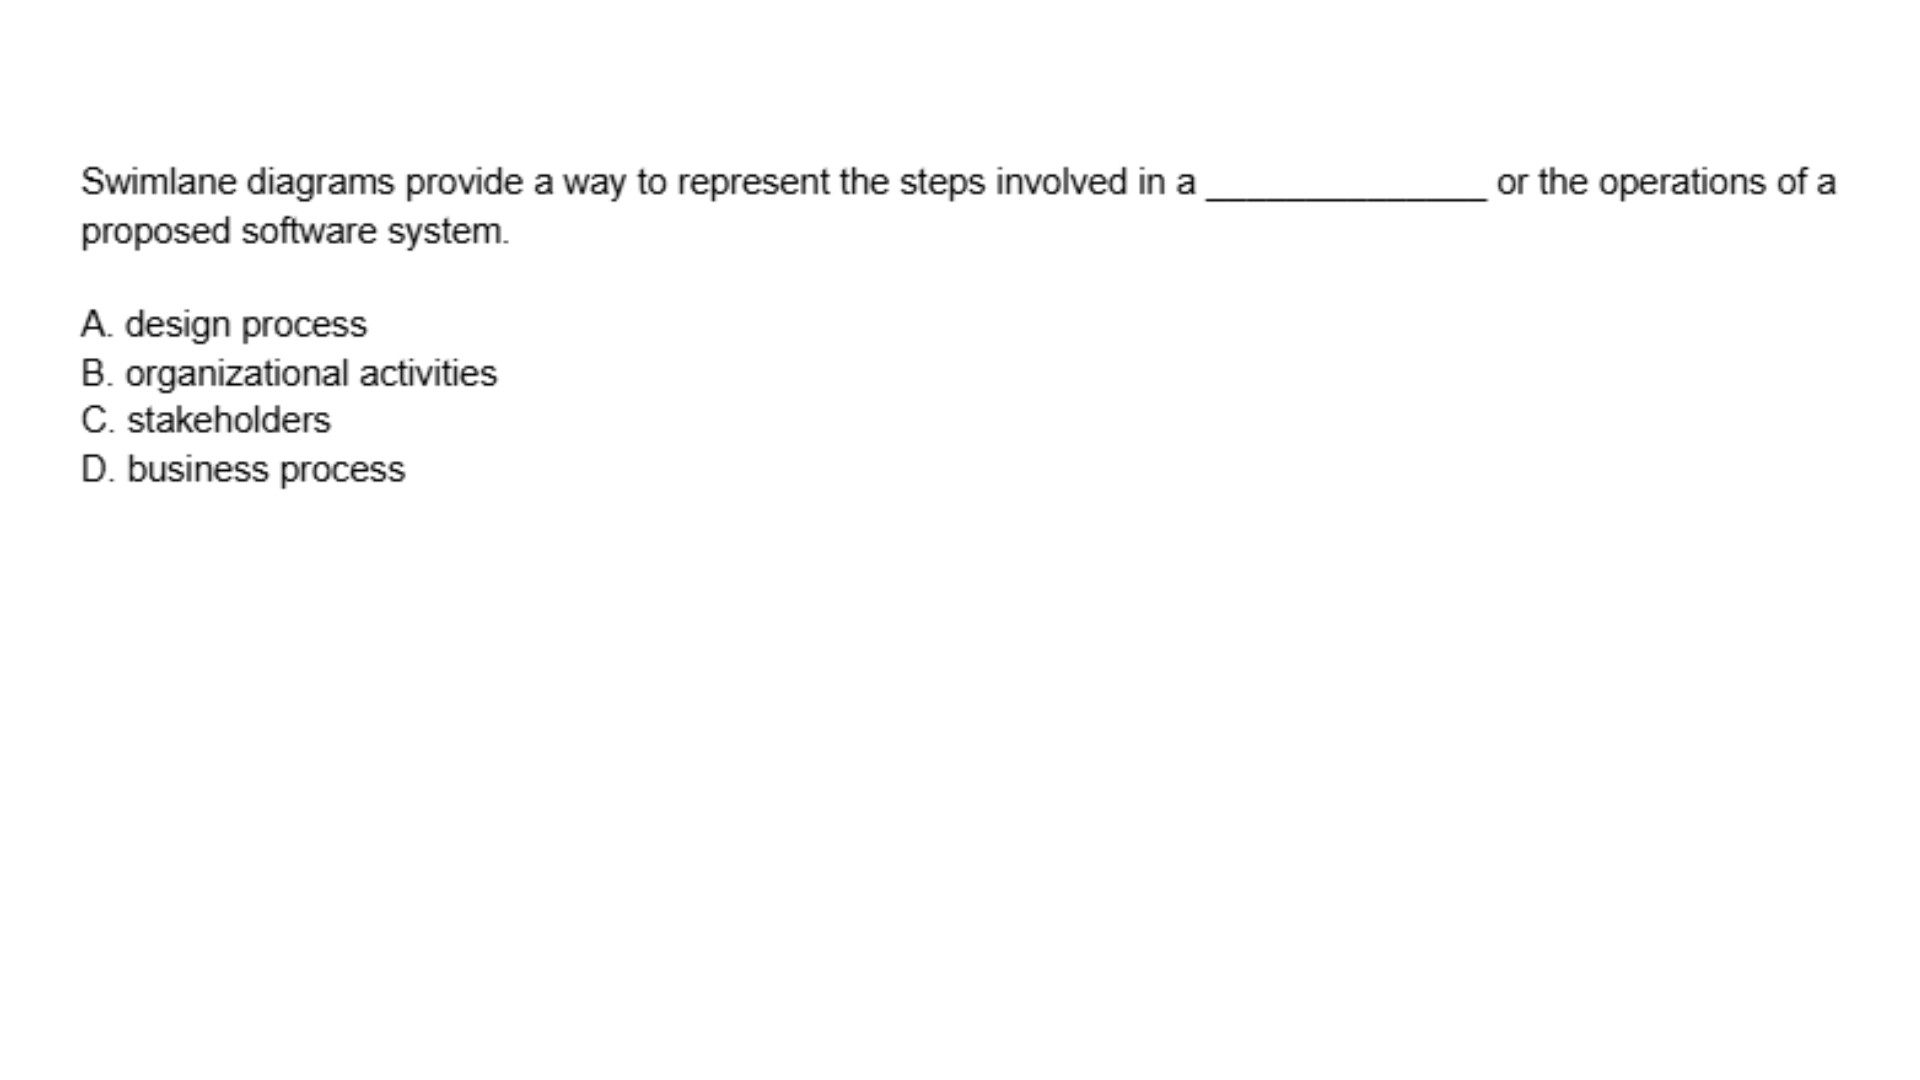 Swimlane diagrams provide a way to represent the steps involved in a ______________ or the operations of a
proposed software system.
A. design process
B. organizational activities
C. stakeholders
D. business process